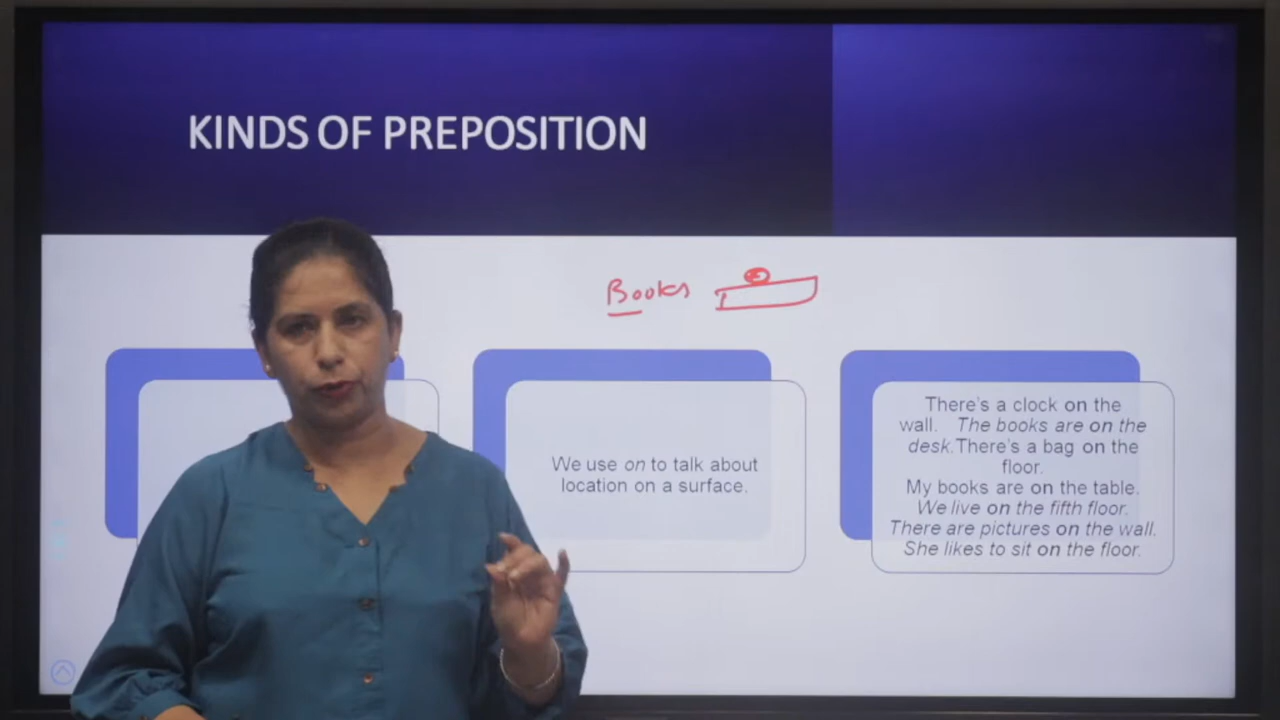 KINDS OF PREPOSITION
Books
We use on to talk about
location on a surface.
There's a clock on the
wall. The books are on the
desk.There's a bag on the
floor.
My books are on the table.
We live on the fifth floor.
There are pictures on the wall.
She likes to sit on the floor.